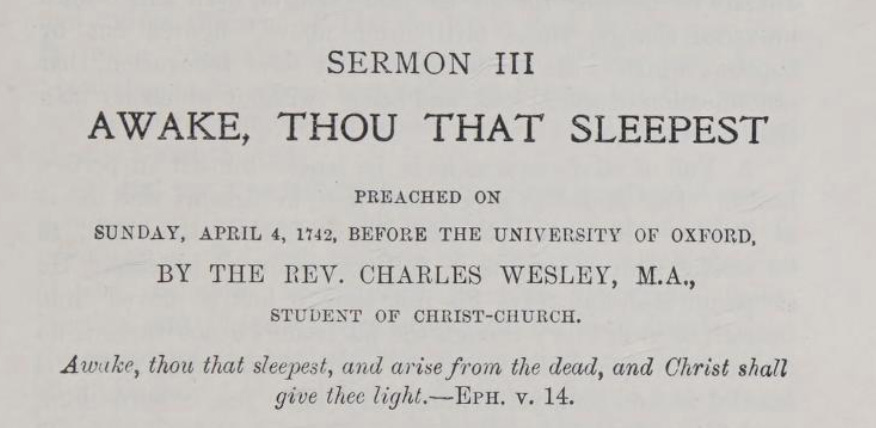 SERMON III
AWAKE, THOU THAT SLEEPEST
PREACHED ON
SUNDAY, APRIL 4, 1742, BEFORE THE UNIVERSITY OF OXFORD,
BY THE REV. CHARLES WESLEY, M.A.,
STUDENT OF CHRIST-CHURCH.
Awake, thou that sleepest, and arise from the dead, and Christ shall
give thee light.—EPH. v. 14.